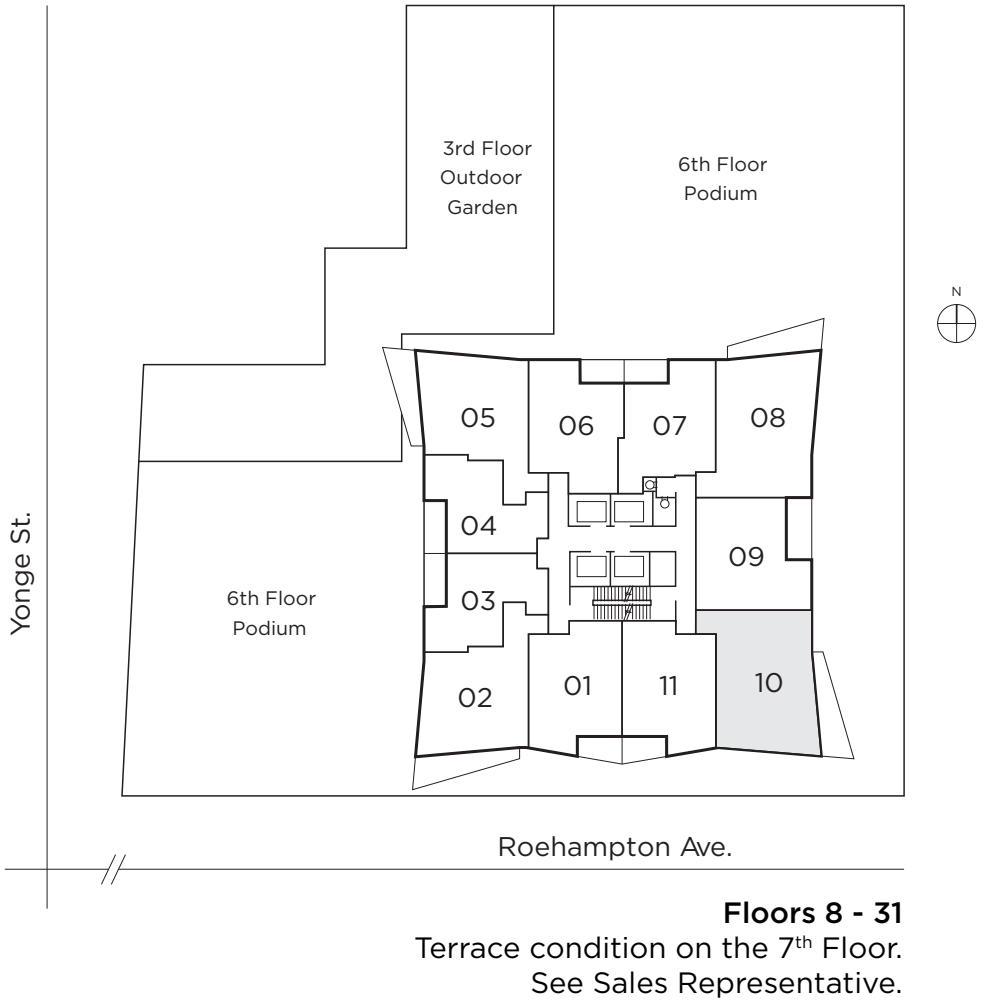 3rd Floor
Outdoor
Garden
6th Floor
Podium
N
05
06
07
08
04
09
03
6th Floor
Podium
02
01
11
10
Yonge St.
Roehampton Ave.
Floors 8 - 31
Terrace condition on the 7th Floor.
See Sales Representative.